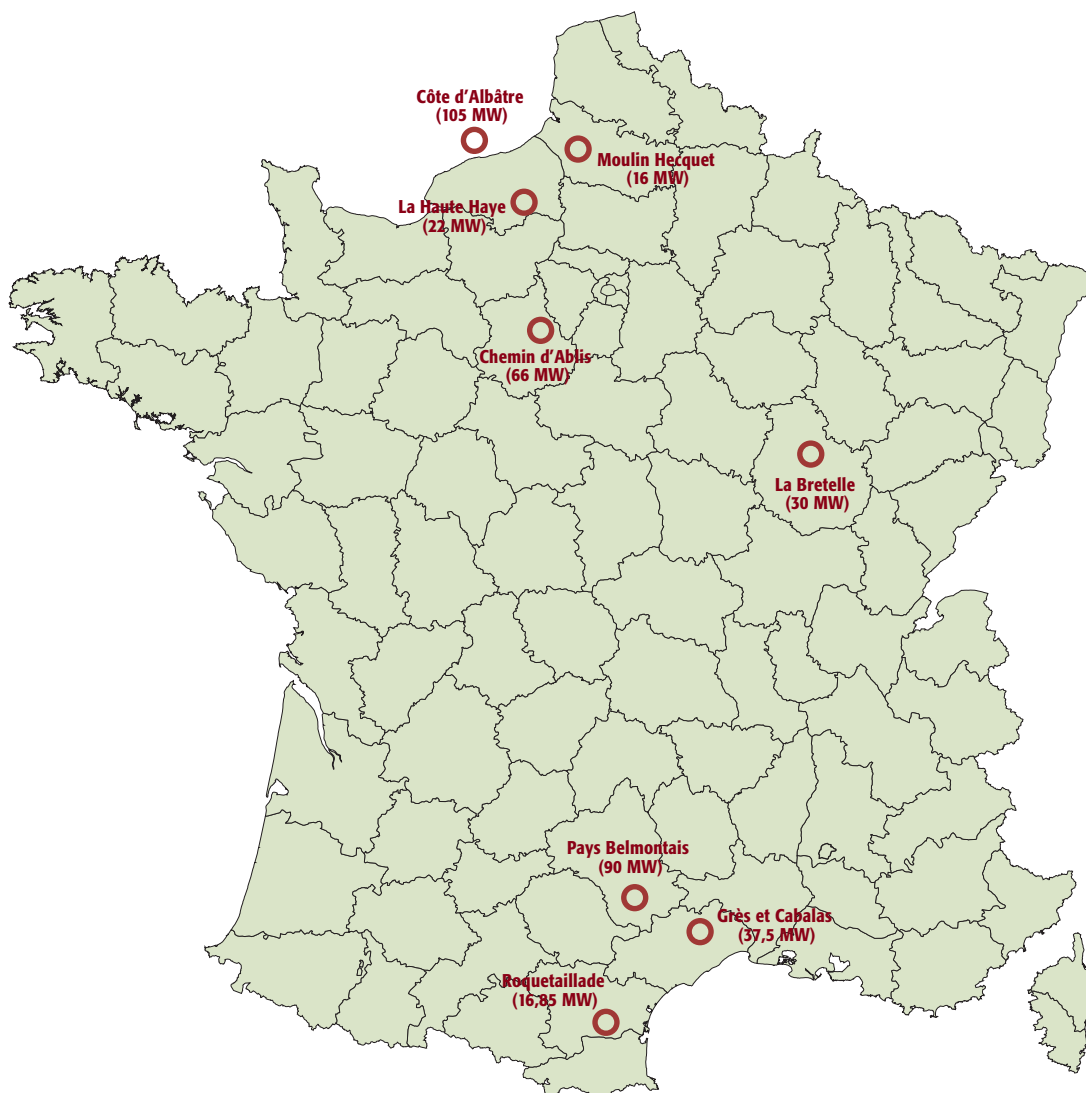 Côte d'Albâtre
(105 MW)
Moulin Hecquet
(16 MW)
La Haute Haye
(22 MW)
Chemin d'Ablis
(66 MW)
La Bretelle
(30 MW)
Pays Belmontais
(90 MW)
Grès et Cabalas
(37,5 MW)
Roquetaillade
(16,85 MW)